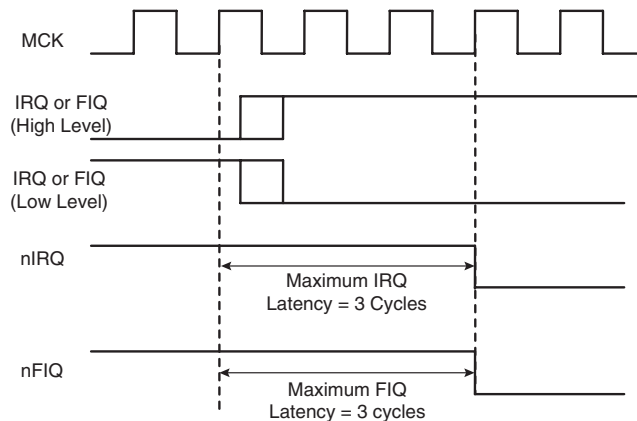 MCK
IRQ or FIQ
(High Level)
IRQ or FIQ
(Low Level)
nIRQ
Maximum IRQ
Latency = 3 Cycles
nFIQ
Maximum FIQ
Latency = 3 cycles